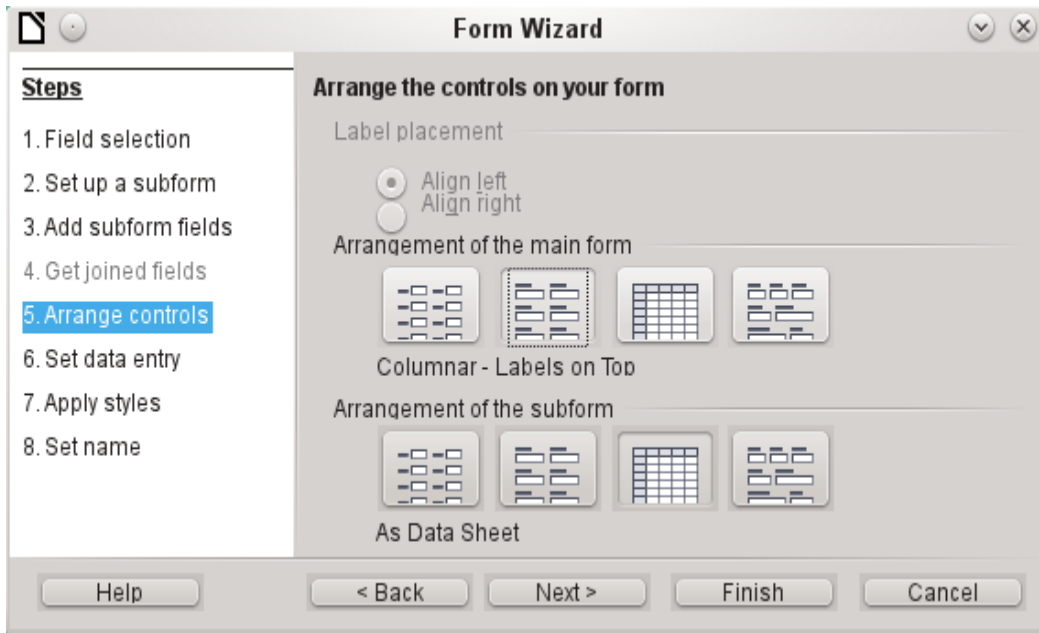 Form Wizard
Steps
1. Field selection
2. Set up a subform
3. Add subform fields
4. Get joined fields
5. Arrange controls
6. Set data entry
7. Apply styles
8. Set name
Arrange the controls on your form
Label placement
Align left
Align right
Arrangement of the main form
Columnar - Labels on Top
Arrangement of the subform
As Data Sheet
Help
< Back
Next >
Finish
Cancel